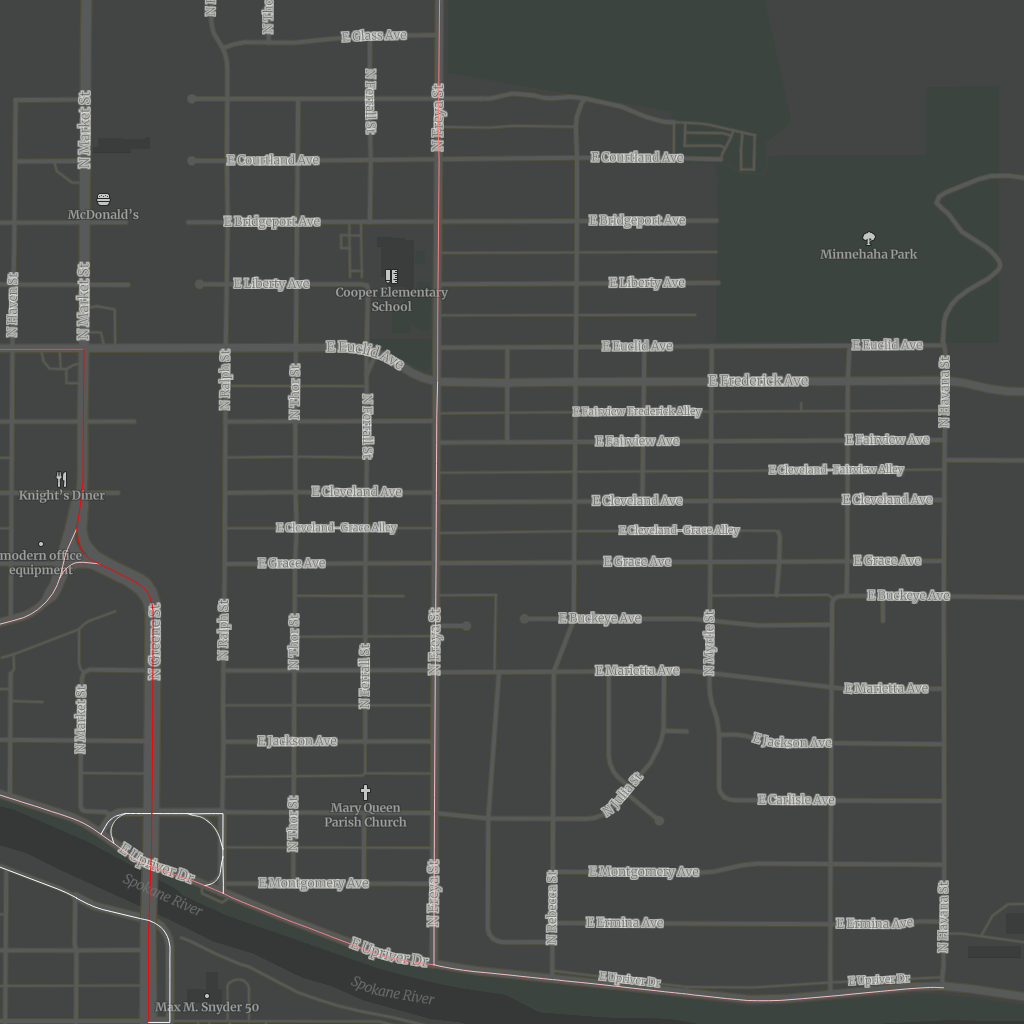 E Glass Ave
N Market St
N Ferrall St
N Freya St
E Courtland Ave
E Courtland Ave
McDonald's
E Bridgeport Ave
E Bridgeport Ave
Minnehaha Park
N Haven St
N Market St
E Liberty Ave
E Liberty Ave
Cooper Elementary
School
E Euclid Ave
E Euclid Ave
E Euclid Ave
N Ralph St
N Thor St
E Frederick Ave
N Havana St
N Ferrall St
E Fairview Frederick Alley
E Fairview Ave
E Fairview Ave
E Cleveland-Fairview Alley
Knight's Diner
E Cleveland Ave
E Cleveland Ave
E Cleveland Ave
E Cleveland-Grace Alley
E Cleveland-Grace Alley
modern office
equipment
E Grace Ave
E Grace Ave
E Grace Ave
E Buckeye Ave
E Buckeye Ave
N Greene St
N Ralph St
N Thor St
N Ferrall St
N Freya St
N Myrtle St
E Marietta Ave
E Marietta Ave
N Market St
E Jackson Ave
E Jackson Ave
N Julia St
E Carlisle Ave
Mary Queen
Parish Church
N Thor St
E Upriver Dr
Spokane River
E Montgomery Ave
E Montgomery Ave
N Freya St
N Rebecca St
N Havana St
E Ermina Ave
E Ermina Ave
E Upriver Dr
E Upriver Dr
E Upriver Dr
Spokane River
Max M. Snyder 50